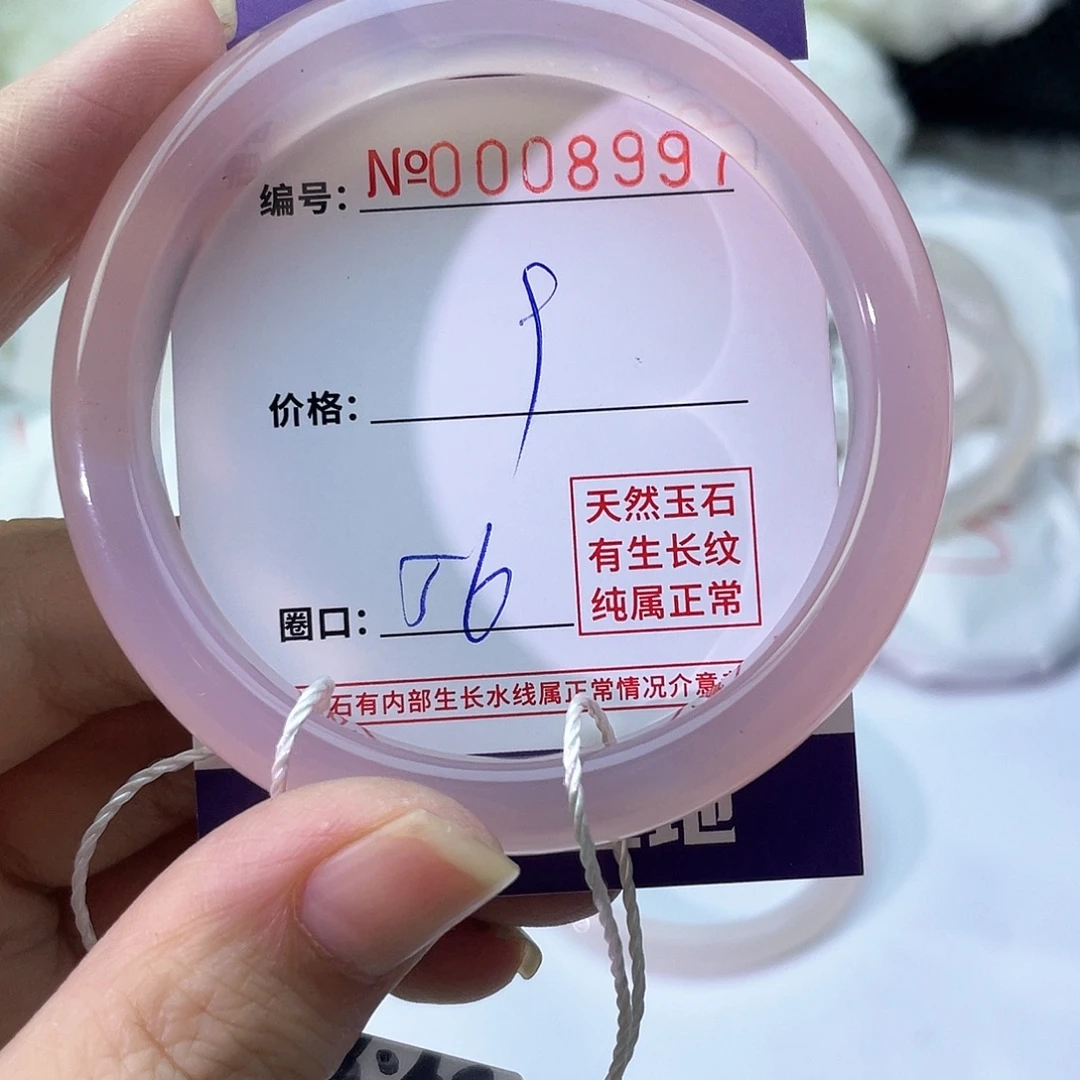 编号: №0008997
价格:
圈口: 56
天然玉石
有生长纹
纯属正常
石有内部生长水线属正常情况介意
地